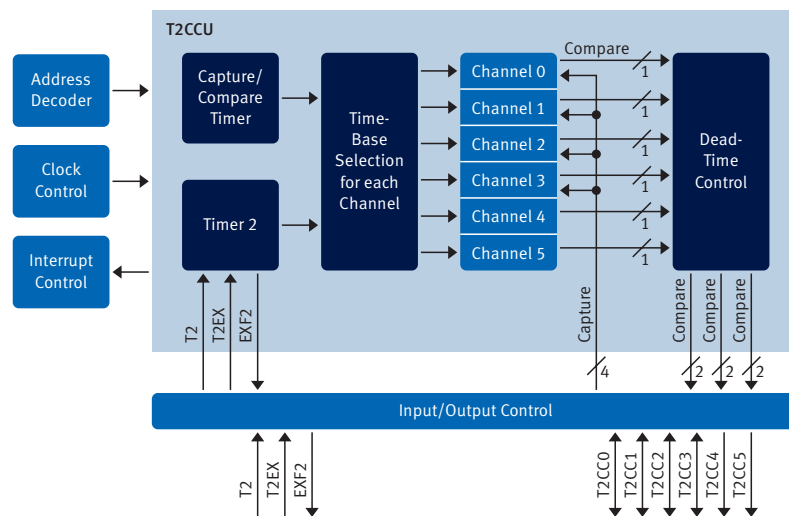 T2CCU
Address
Decoder
Clock
Control
Interrupt
Control
Capture/
Compare
Timer
Timer 2
Time-
Base
Selection
for each
Channel
Channel 0
Channel 1
Channel 2
Channel 3
Channel 4
Channel 5
Compare
1
1
1
1
1
1
Dead-
Time
Control
T2
T2EX
EXF2
Capture
4
Compare
2
Compare
2
Compare
2
Input/Output Control
T2
T2EX
EXF2
T2CC0
T2CC1
T2CC2
T2CC3
T2CC4
T2CC5